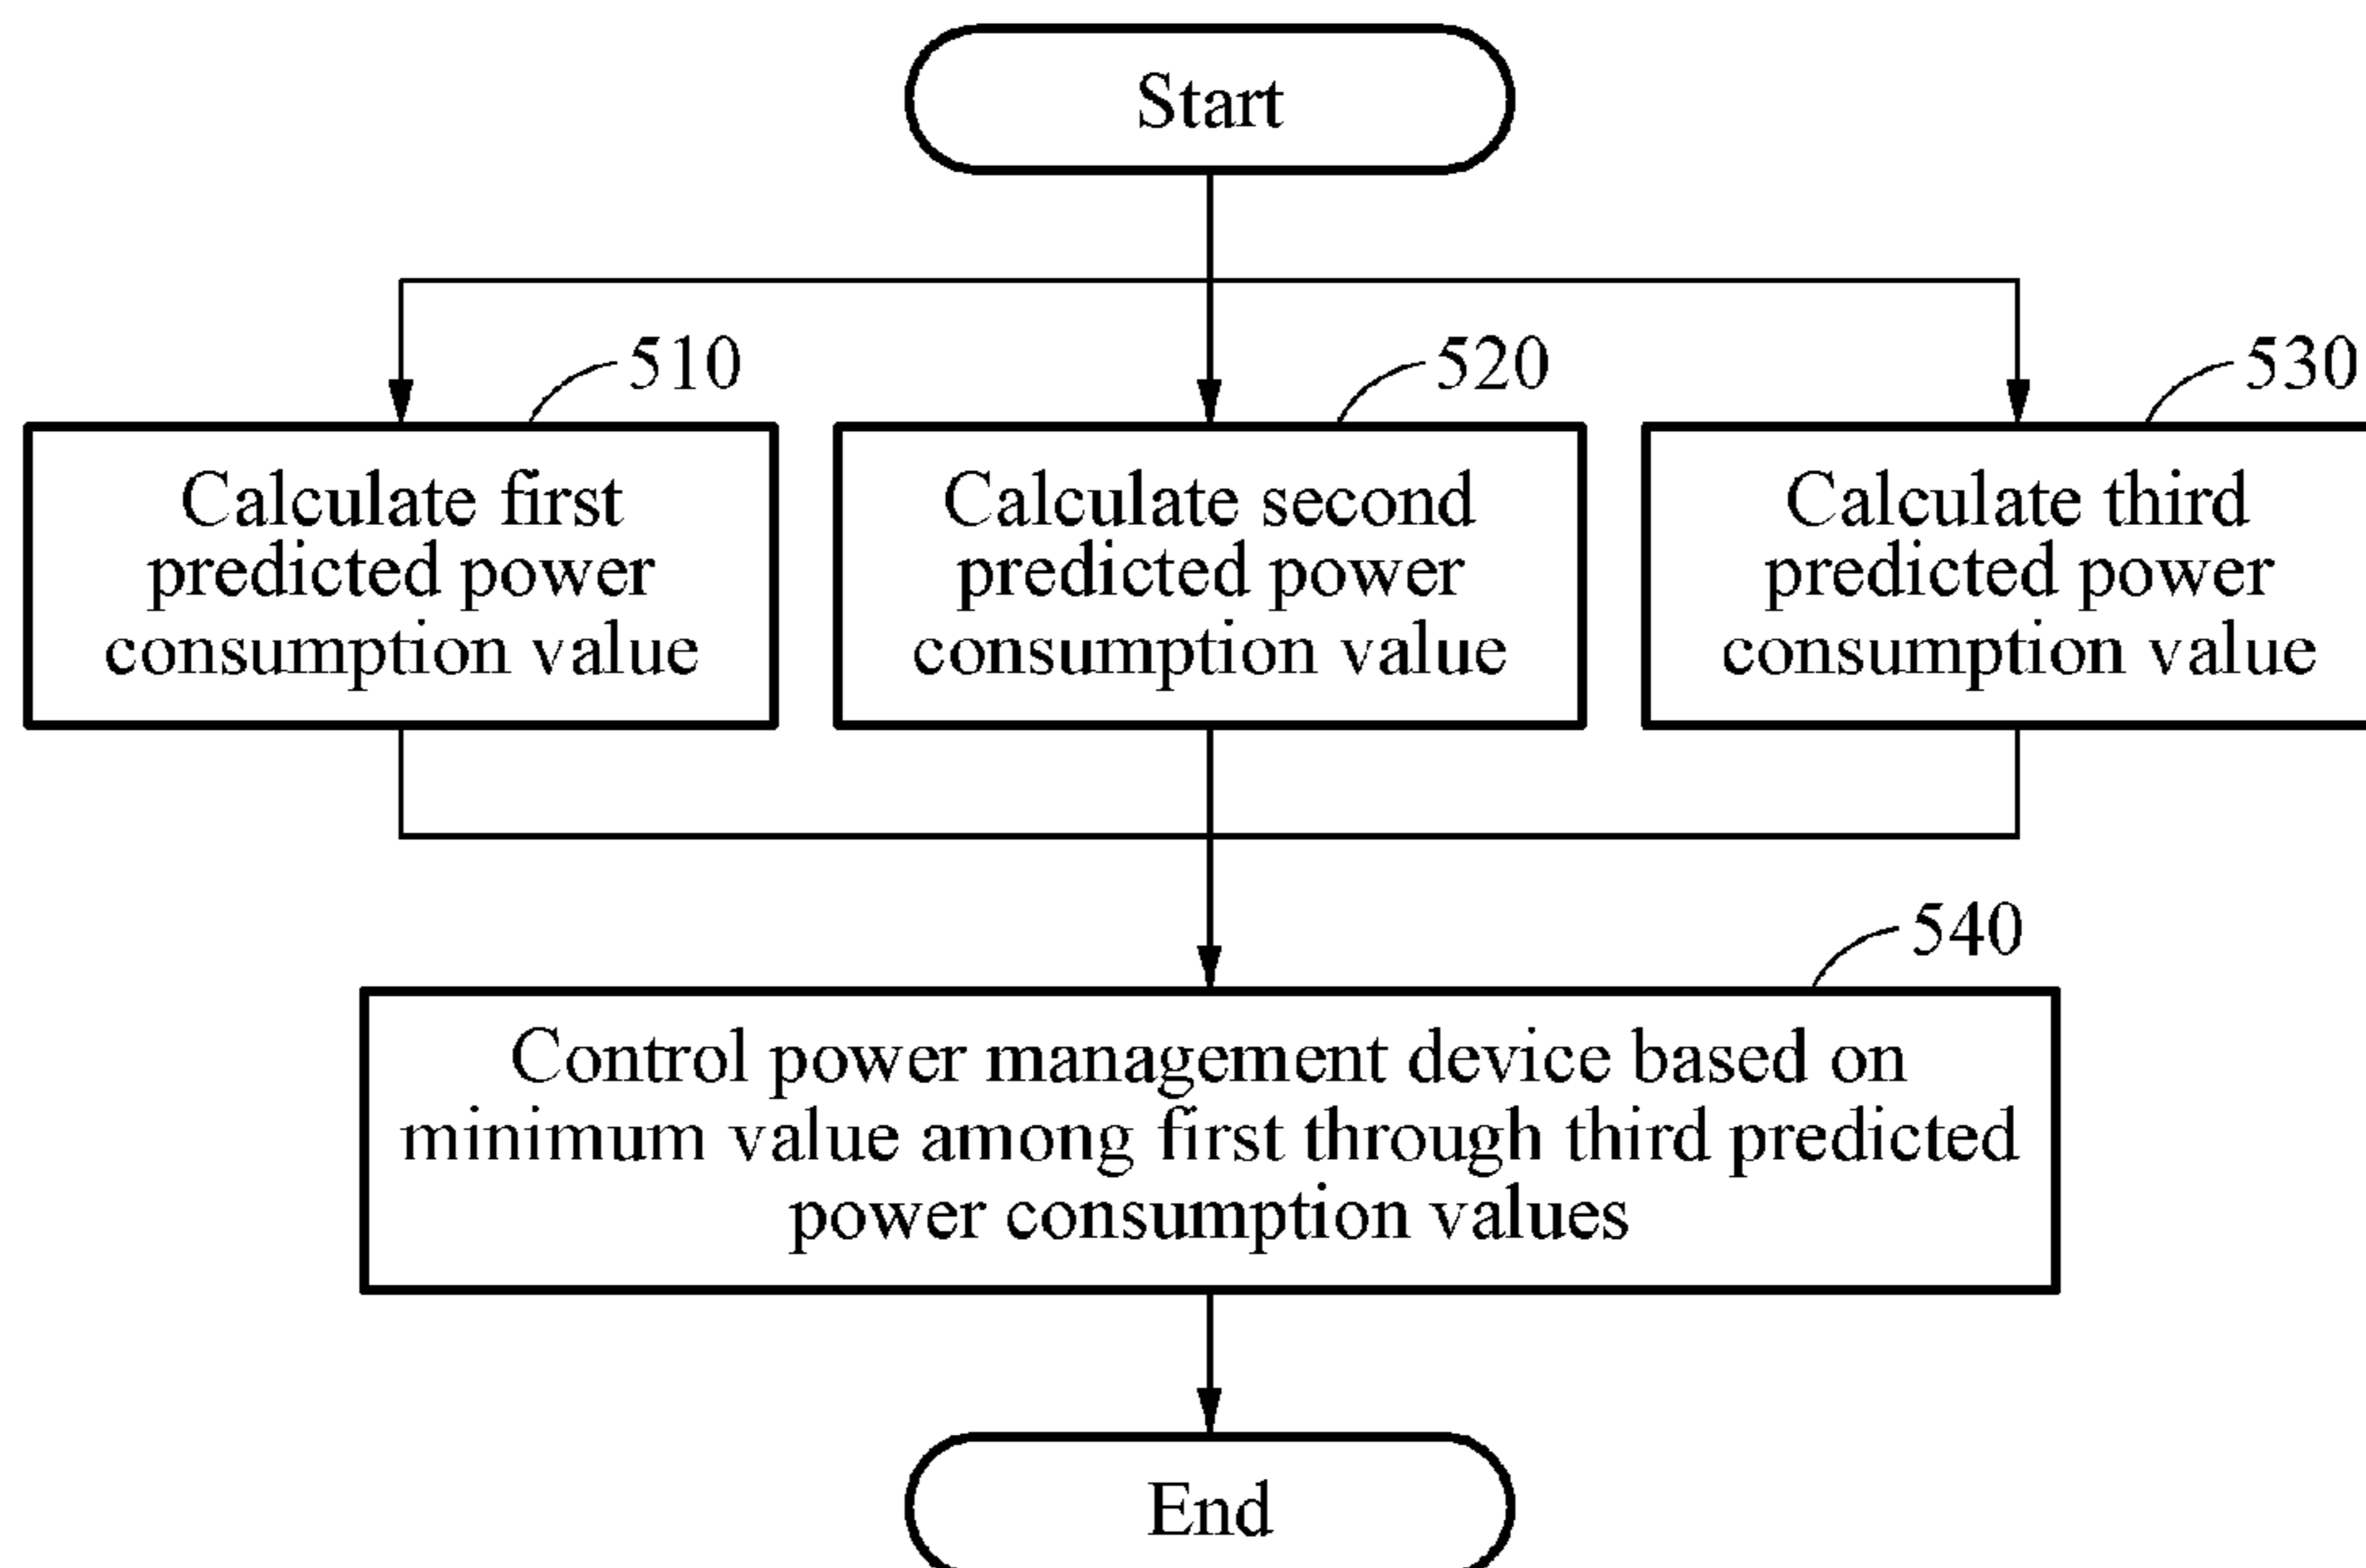 Start
510
520
530
Calculate first
predicted power
consumption value
Calculate second
predicted power
consumption value
Calculate third
predicted power
consumption value
540
Control power management device based on
minimum value among first through third predicted
power consumption values
End